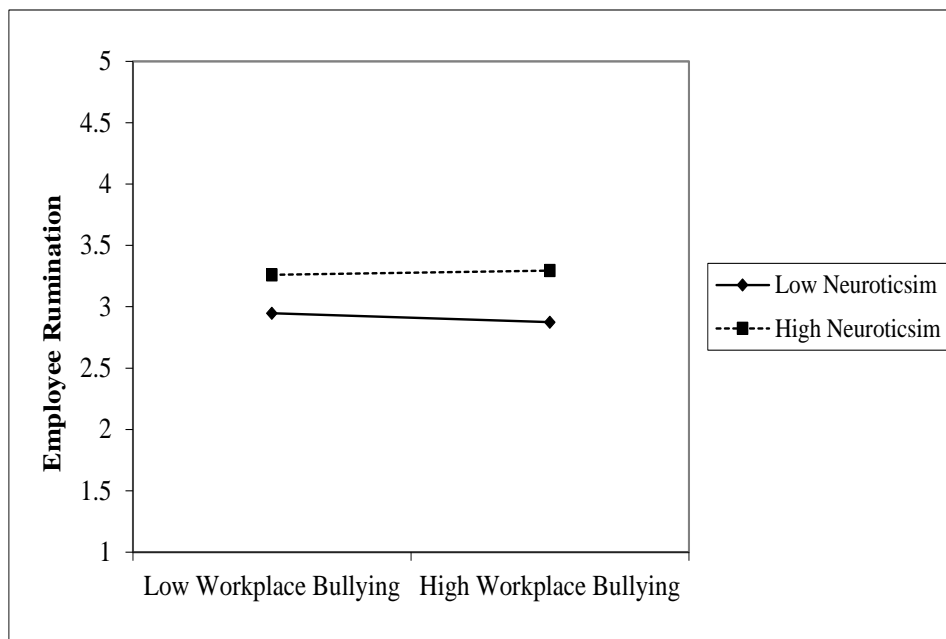 5
4.5
4
3.5
3
2.5
2
1.5
1
Employee Rumination
Low Workplace Bullying High Workplace Bullying
Low Neuroticsim
High Neuroticsim